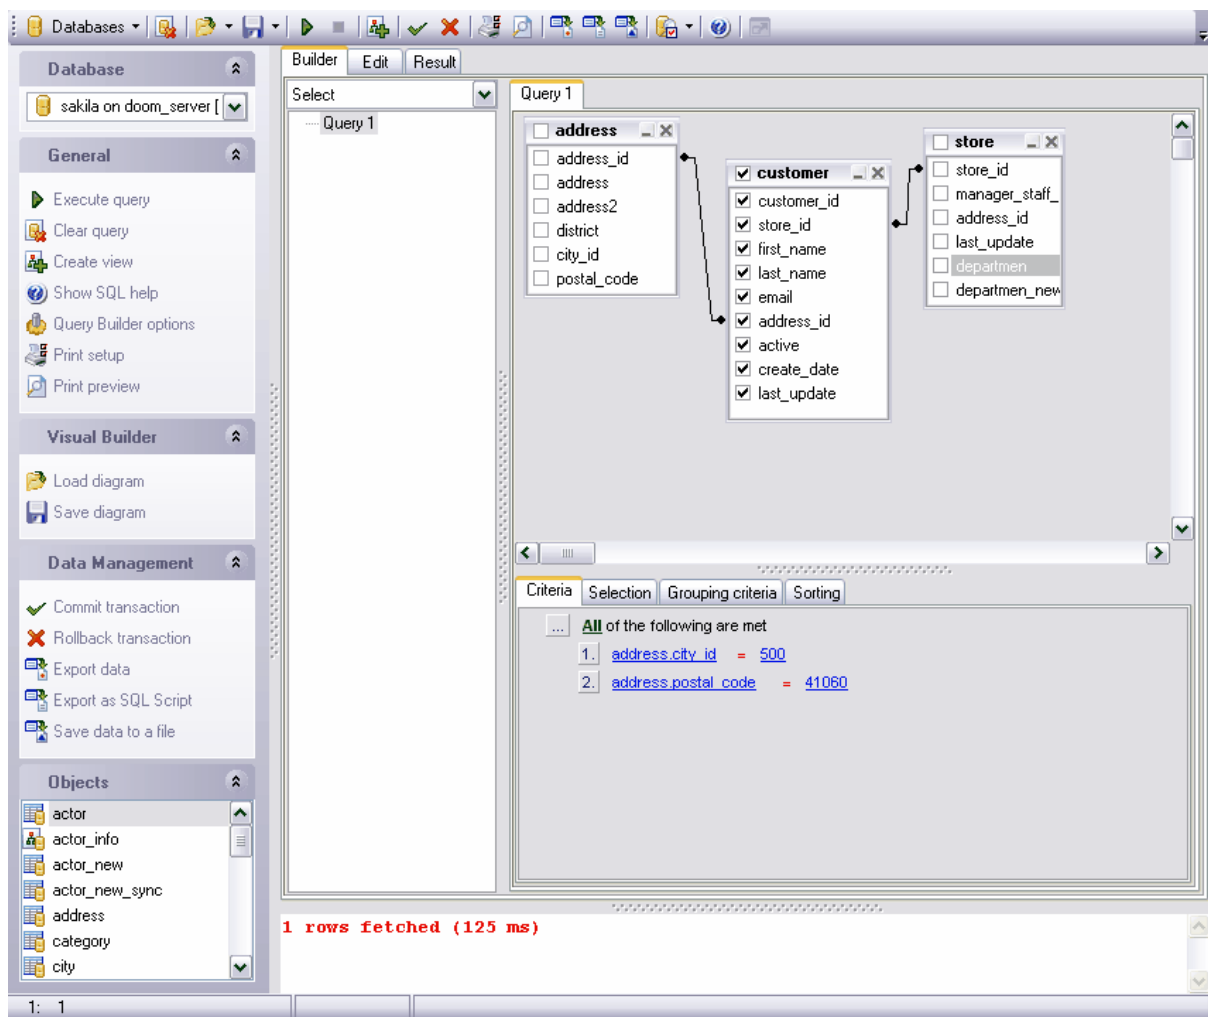 Databases
Database
sakila on doom_server [
General
Execute query
Clear query
Create view
Show SQL help
Query Builder options
Print setup
Print preview
Visual Builder
Load diagram
Save diagram
Data Management
Commit transaction
Rollback transaction
Export data
Export as SQL Script
Save data to a file
Objects
actor
actor_info
actor_new
actor_new_sync
address
category
city
Builder Edit Result
Select
Query 1
Query 1
address
address_id
address
address2
district
city_id
postal_code
customer
customer_id
store_id
first_name
last_name
email
address_id
active
create_date
last_update
store
store_id
manager_staff_
address_id
last_update
departmen
departmen_new
Criteria Selection Grouping criteria Sorting
... All of the following are met
1. address.city_id = 500
2. address.postal_code = 41060
1 rows fetched (125 ms)
1: 1